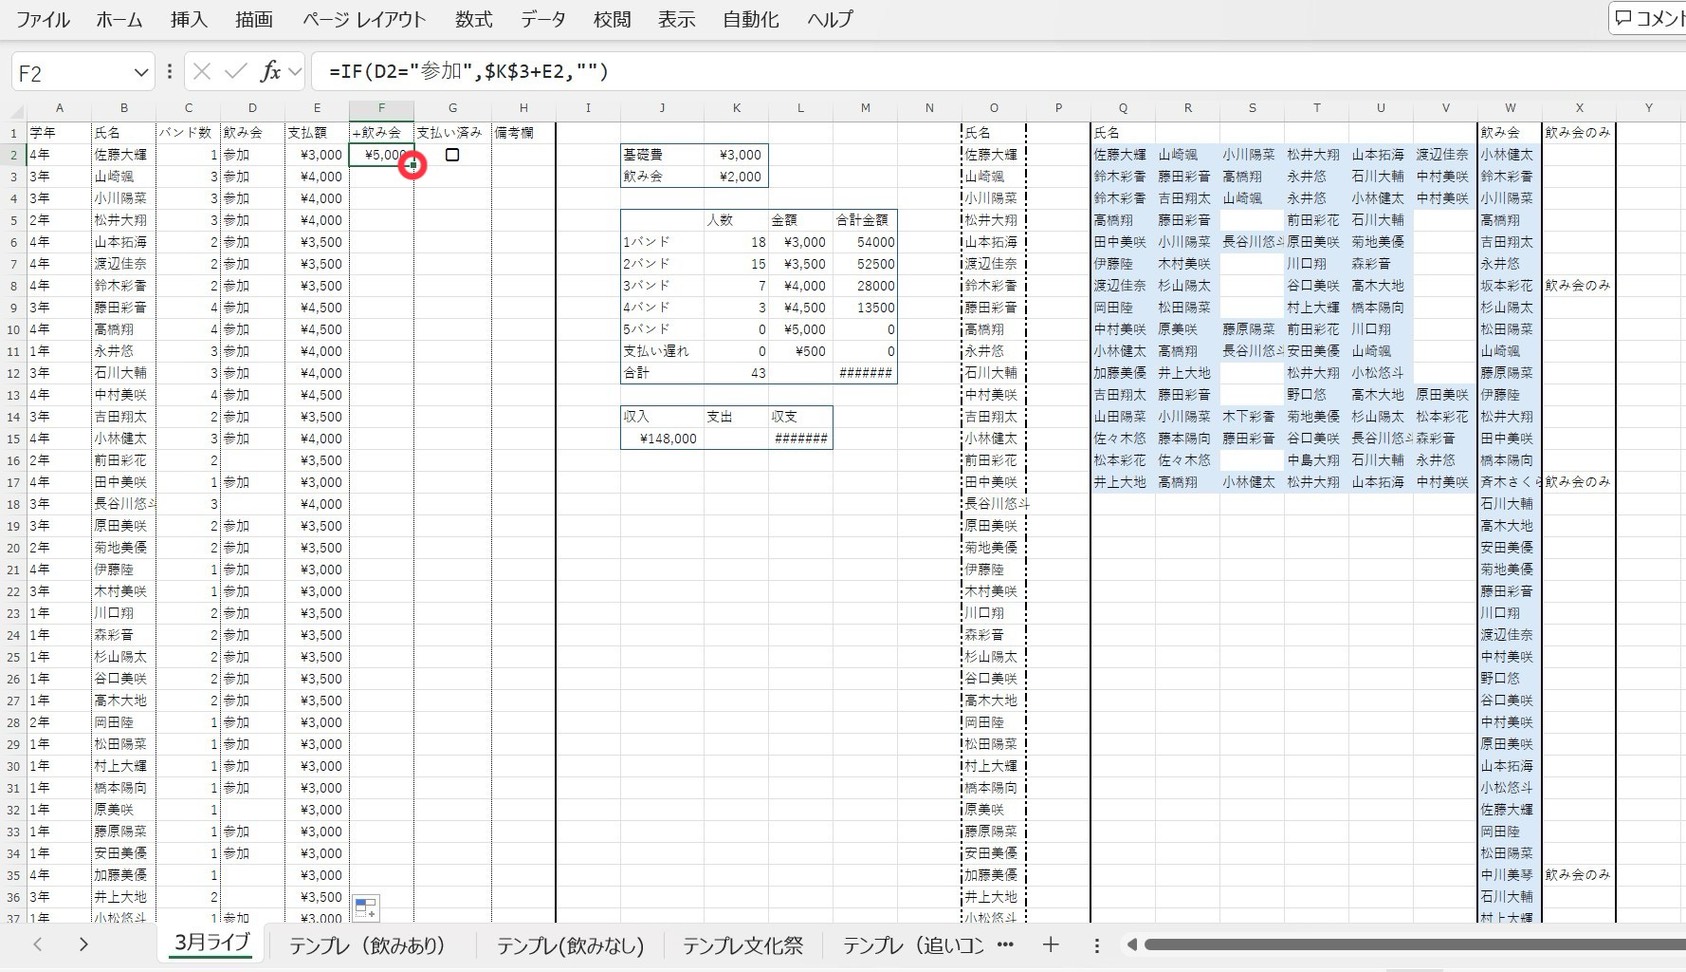 ファイル ホーム 挿入 描画 ページ レイアウト 数式 データ 校閲 表示 自動化 ヘルプ コメント
F2 fx =IF(D2="参加",$K$3+E2,"")
A B C D E F G H I J K L M N O P Q R S T U V W X Y
1 学年 氏名 バンド数 飲み会 支払額 +飲み会 支払い済み 備考欄 氏名 氏名 飲み会 飲み会のみ
2 4年 佐藤大輝 1 参加 ¥3,000 ¥5,000 基礎費 ¥3,000 佐藤大輝 佐藤大輝 山崎颯 小川陽菜 松井大翔 山本拓海 渡辺佳奈 小林健太
3 3年 山崎颯 3 参加 ¥4,000 飲み会 ¥2,000 山崎颯 鈴木彩香 藤田彩音 高橋翔 永井悠 石川大輔 中村美咲 鈴木彩香
4 3年 小川陽菜 3 参加 ¥4,000 小川陽菜 鈴木彩香 吉田翔太 山崎颯 永井悠 小林健太 中村美咲 小川陽菜
5 2年 松井大翔 3 参加 ¥4,000 人数 金額 合計金額 松井大翔 高橋翔 藤田彩音 前田彩花 石川大輔 高橋翔
6 4年 山本拓海 2 参加 ¥3,500 1バンド 18 ¥3,000 54000 山本拓海 田中美咲 小川陽菜 長谷川悠斗 原田美咲 菊地美優 吉田翔太
7 4年 渡辺佳奈 2 参加 ¥3,500 2バンド 15 ¥3,500 52500 渡辺佳奈 伊藤陸 木村美咲 川口翔 森彩音 永井悠
8 4年 鈴木彩香 2 参加 ¥3,500 3バンド 7 ¥4,000 28000 鈴木彩香 渡辺佳奈 杉山陽太 谷口美咲 高木大地 坂本彩花 飲み会のみ
9 3年 藤田彩音 4 参加 ¥4,500 4バンド 3 ¥4,500 13500 藤田彩音 岡田陸 松田陽菜 村上大輝 橋本陽向 杉山陽太
10 4年 高橋翔 4 参加 ¥4,500 5バンド 0 ¥5,000 0 高橋翔 中村美咲 原美咲 藤原陽菜 前田彩花 川口翔 松田陽菜
11 1年 永井悠 3 参加 ¥4,000 支払い遅れ 0 ¥500 0 永井悠 小林健太 高橋翔 長谷川悠斗 安田美優 山崎颯 山崎颯
12 3年 石川大輔 3 参加 ¥4,000 合計 43 ####### 石川大輔 加藤美優 井上大地 松井大翔 小松悠斗 藤原陽菜
13 4年 中村美咲 4 参加 ¥4,500 中村美咲 吉田翔太 藤田彩音 野口悠 高木大地 原田美咲 伊藤陸
14 3年 吉田翔太 2 参加 ¥3,500 収入 支出 収支 吉田翔太 山田陽菜 小川陽菜 木下彩香 菊地美優 杉山陽太 松本彩花 松井大翔
15 4年 小林健太 3 参加 ¥4,000 ¥148,000 ####### 小林健太 佐々木悠 藤本陽向 藤田彩音 谷口美咲 長谷川悠斗 森彩音 田中美咲
16 2年 前田彩花 2 ¥3,500 前田彩花 松本彩花 佐々木悠 中島大翔 石川大輔 永井悠 橋本陽向
17 4年 田中美咲 1 参加 ¥3,000 田中美咲 井上大地 高橋翔 小林健太 松井大翔 山本拓海 中村美咲 斉木さくら 飲み会のみ
18 3年 長谷川悠斗 3 ¥4,000 長谷川悠斗 石川大輔
19 3年 原田美咲 2 参加 ¥3,500 原田美咲 高木大地
20 2年 菊地美優 2 参加 ¥3,500 菊地美優 安田美優
21 4年 伊藤陸 1 参加 ¥3,000 伊藤陸 菊地美優
22 3年 木村美咲 1 参加 ¥3,000 木村美咲 藤田彩音
23 1年 川口翔 2 参加 ¥3,500 川口翔 川口翔
24 1年 森彩音 2 参加 ¥3,500 森彩音 渡辺佳奈
25 1年 杉山陽太 2 参加 ¥3,500 杉山陽太 中村美咲
26 1年 谷口美咲 2 参加 ¥3,500 谷口美咲 野口悠
27 1年 高木大地 2 参加 ¥3,500 高木大地 谷口美咲
28 2年 岡田陸 1 参加 ¥3,000 岡田陸 中村美咲
29 1年 松田陽菜 1 参加 ¥3,000 松田陽菜 原田美咲
30 1年 村上大輝 1 参加 ¥3,000 村上大輝 山本拓海
31 1年 橋本陽向 1 参加 ¥3,000 橋本陽向 小松悠斗
32 1年 原美咲 1 ¥3,000 原美咲 佐藤大輝
33 1年 藤原陽菜 1 参加 ¥3,000 藤原陽菜 岡田陸
34 1年 安田美優 1 参加 ¥3,000 安田美優 松田陽菜
35 4年 加藤美優 1 ¥3,000 加藤美優 中川美琴 飲み会のみ
36 3年 井上大地 2 ¥3,500 井上大地 石川大輔
37 1年 小松悠斗 1 参加 ¥3,000 小松悠斗 村上大輝
3月ライブ テンプレ（飲みあり） テンプレ(飲みなし) テンプレ文化祭 テンプレ（追いコン ••• +